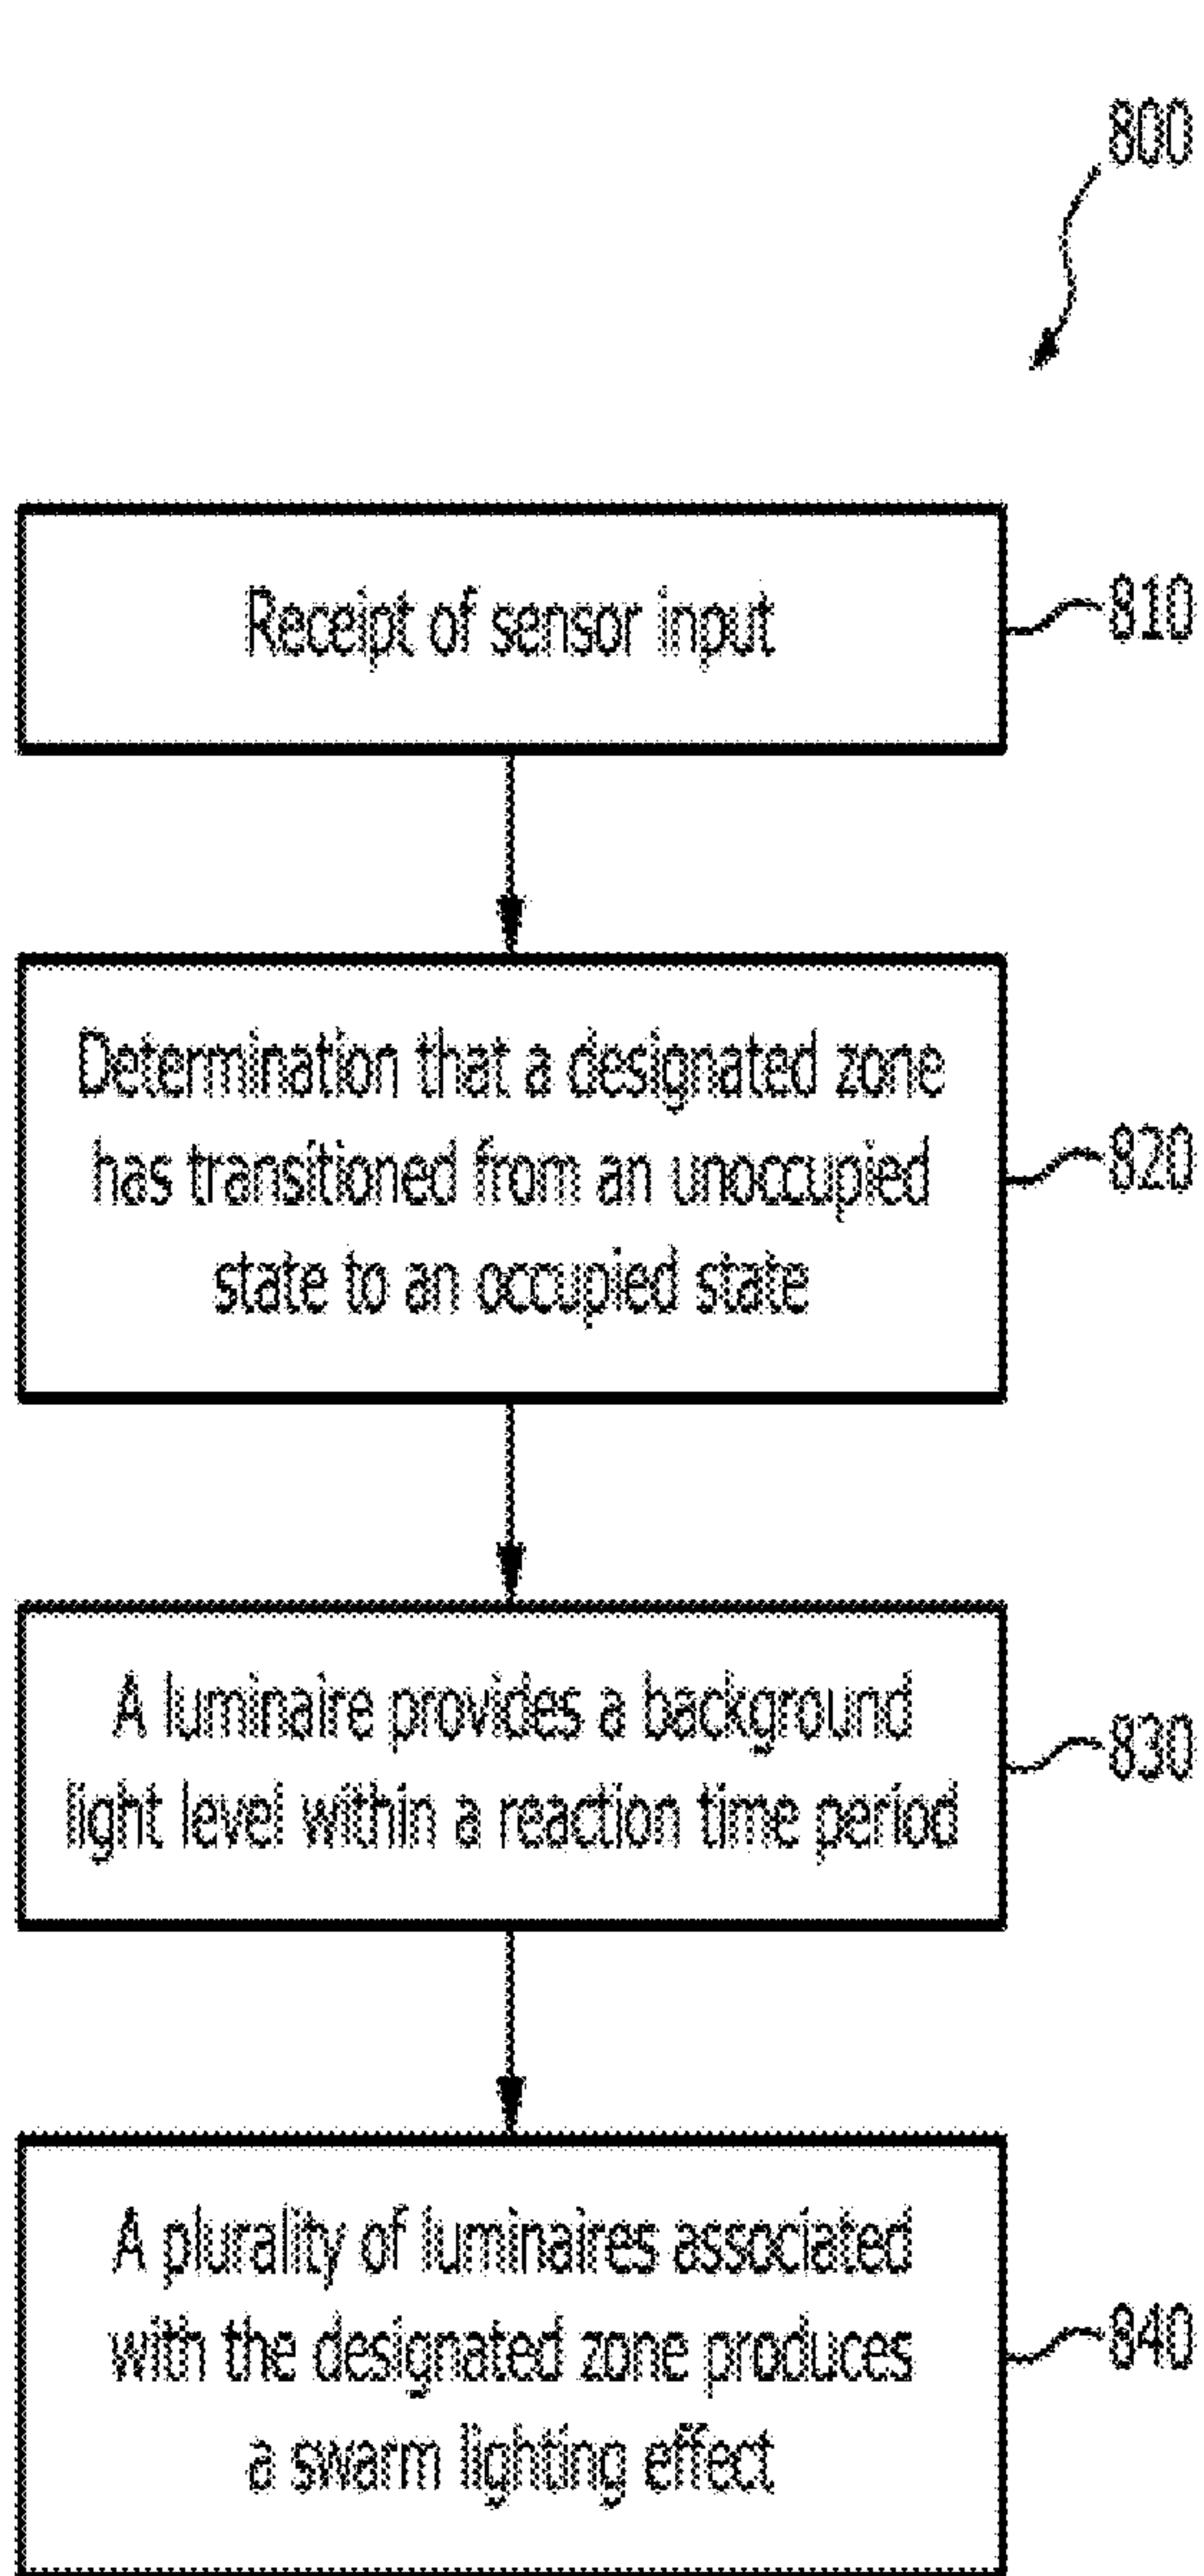 800
Receipt of sensor input
810
Determination that a designated zone
has transitioned from an unoccupied
state to an occupied state
820
A luminaire provides a background
light level within a reaction time period
830
A plurality of luminaires associated
with the designated zone produces
a swarm lighting effect
840